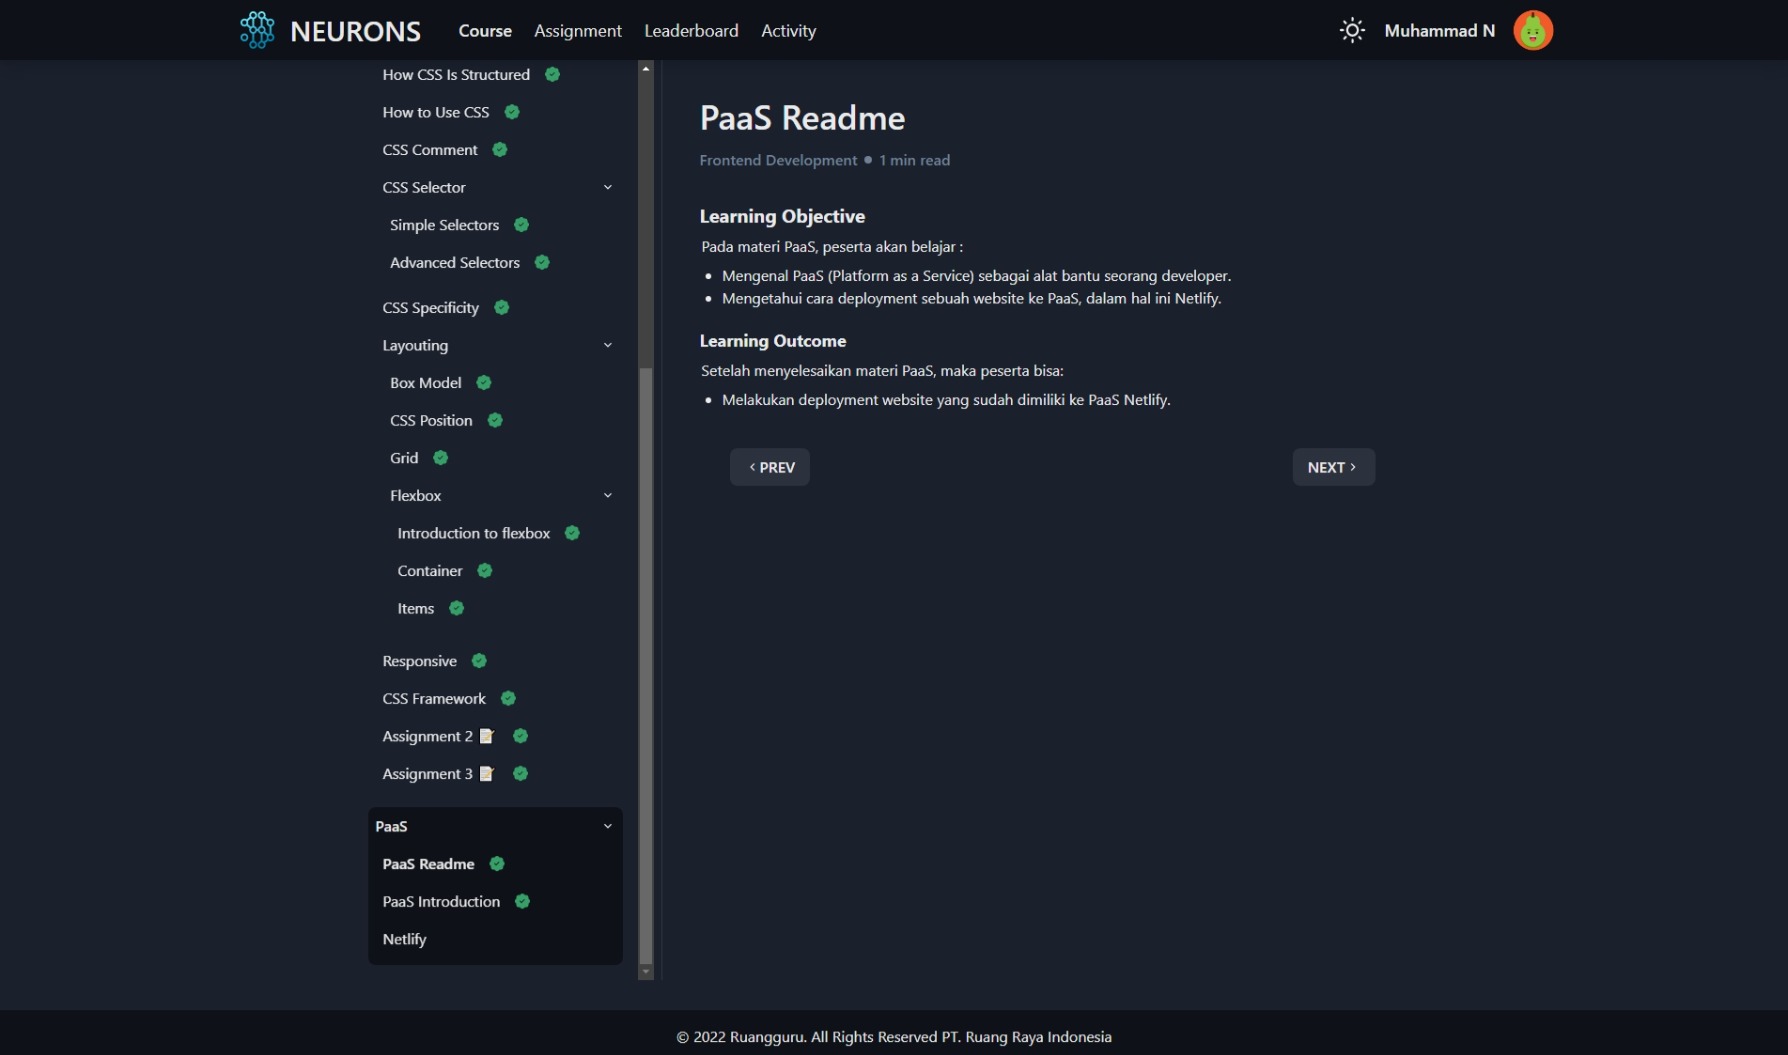 NEURONS
Course
Assignment
Leaderboard
Activity
Muhammad N
How CSS Is Structured
How to Use CSS
CSS Comment
CSS Selector
Simple Selectors
Advanced Selectors
CSS Specificity
Layouting
Box Model
CSS Position
Grid
Flexbox
Introduction to flexbox
Container
Items
Responsive
CSS Framework
Assignment 2 📝
Assignment 3 📝
PaaS
PaaS Readme
PaaS Introduction
Netlify
PaaS Readme
Frontend Development • 1 min read
Learning Objective
Pada materi PaaS, peserta akan belajar :
• Mengenal PaaS (Platform as a Service) sebagai alat bantu seorang developer.
• Mengetahui cara deployment sebuah website ke PaaS, dalam hal ini Netlify.
Learning Outcome
Setelah menyelesaikan materi PaaS, maka peserta bisa:
• Melakukan deployment website yang sudah dimiliki ke PaaS Netlify.
‹ PREV
NEXT ›
© 2022 Ruangguru. All Rights Reserved PT. Ruang Raya Indonesia